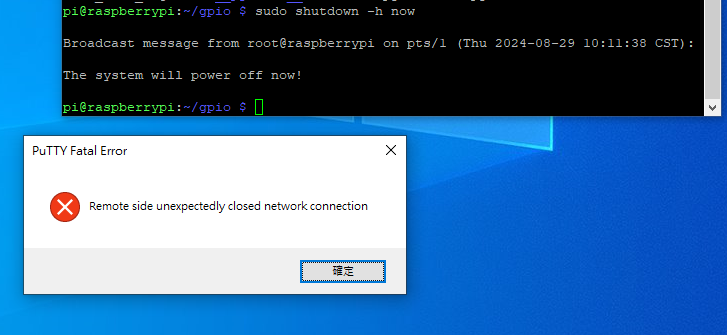 pi@raspberrypi:~/gpio $ sudo shutdown -h now
Broadcast message from root@raspberrypi on pts/1 (Thu 2024-08-29 10:11:38 CST):
The system will power off now!
pi@raspberrypi:~/gpio $
PuTTY Fatal Error
Remote side unexpectedly closed network connection
確定